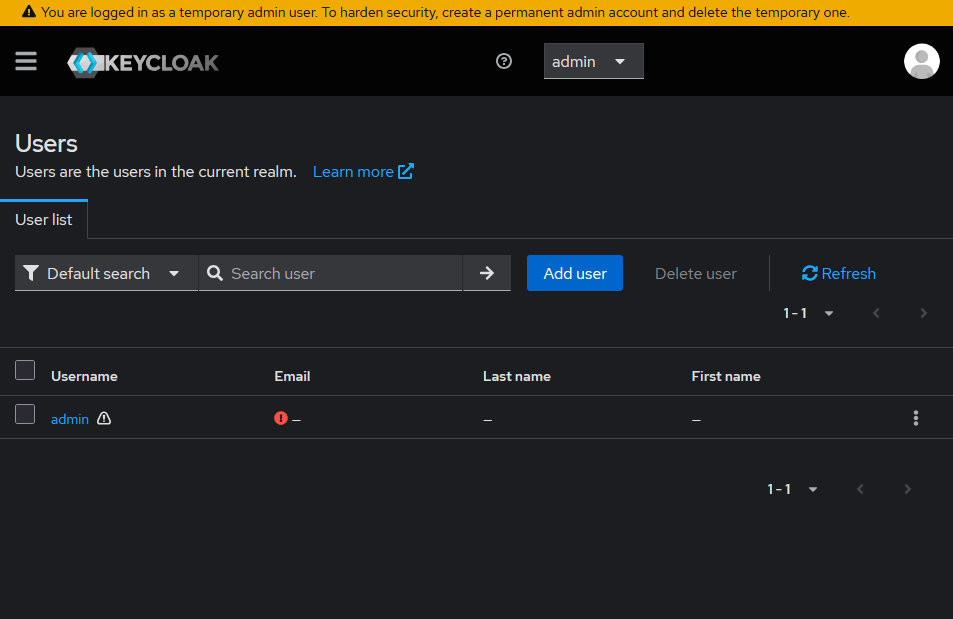 You are logged in as a temporary admin user. To harden security, create a permanent admin account and delete the temporary one.
KEYCLOAK
admin
Users
Users are the users in the current realm. Learn more
User list
Default search Search user Add user Delete user Refresh
1 - 1
Username Email Last name First name
admin – – –
1 - 1